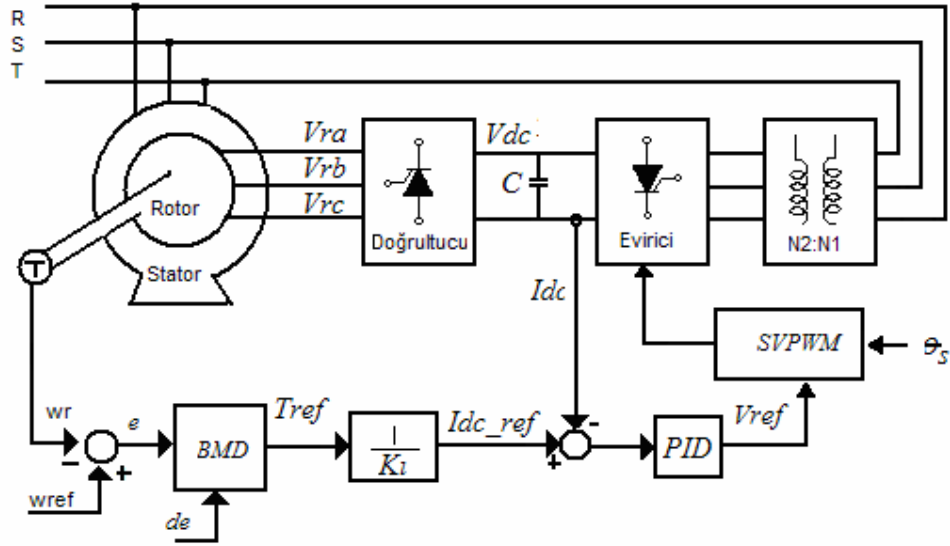 R
S
T
Vra
Vrb
Vrc
Vdc
C
Rotor
Stator
Doğrultucu
Evirici
N2:N1
T
Idc
SVPWM
ϑs
wr
e
Tref
Idc_ref
Vref
-
+
BMD
1
Kı
+
-
PID
wref
de